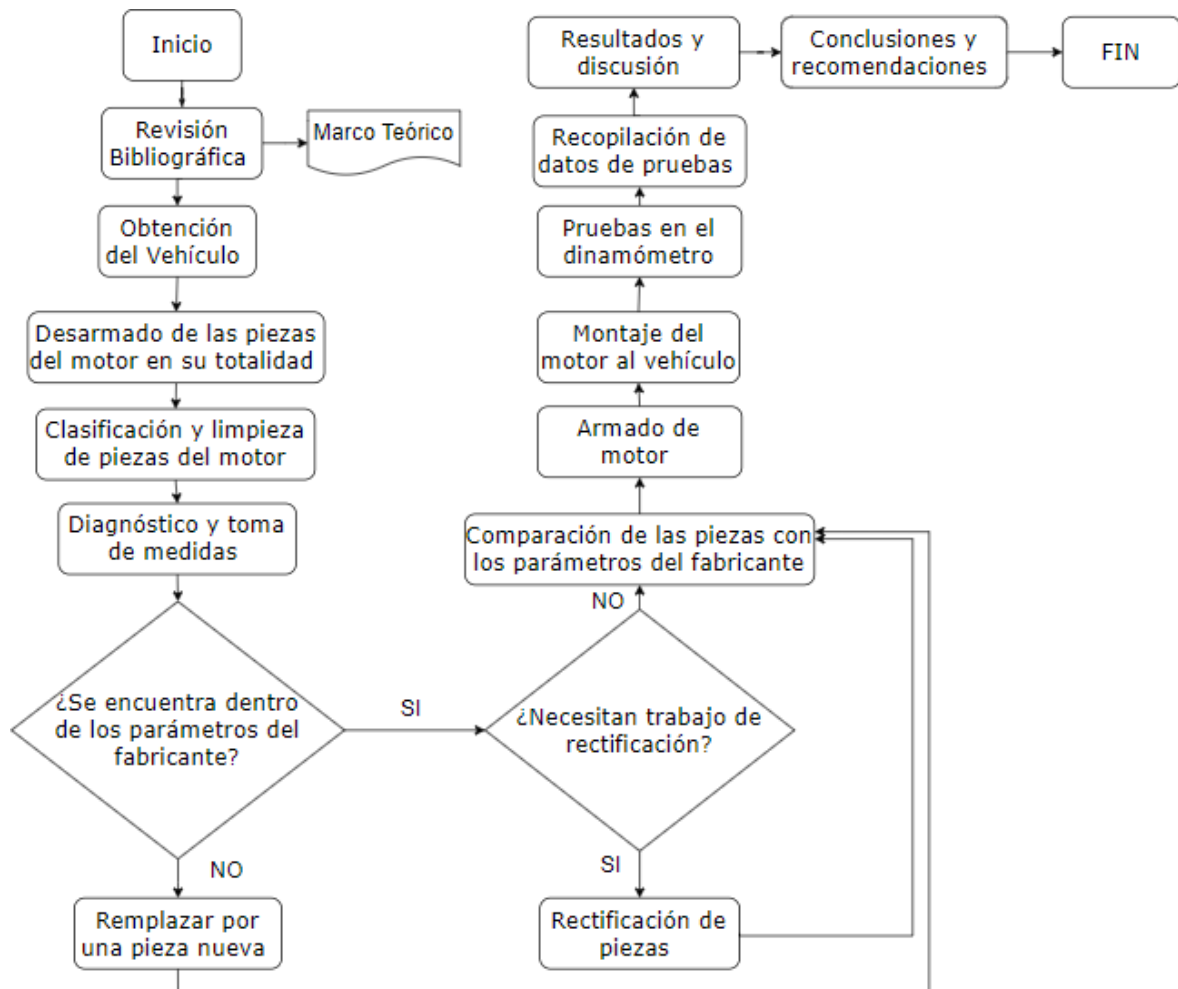 Inicio
Revisión
Bibliográfica
Marco Teórico
Obtención
del Vehículo
Desarmado de las piezas
del motor en su totalidad
Clasificación y limpieza
de piezas del motor
Diagnóstico y toma
de medidas
¿Se encuentra dentro
de los parámetros del
fabricante?
NO
Remplazar por
una pieza nueva
SI
¿Necesitan trabajo de
rectificación?
SI
Rectificación de
piezas
NO
Comparación de las piezas con
los parámetros del fabricante
Armado de
motor
Montaje del
motor al vehículo
Pruebas en el
dinamómetro
Recopilación de
datos de pruebas
Resultados y
discusión
Conclusiones y
recomendaciones
FIN